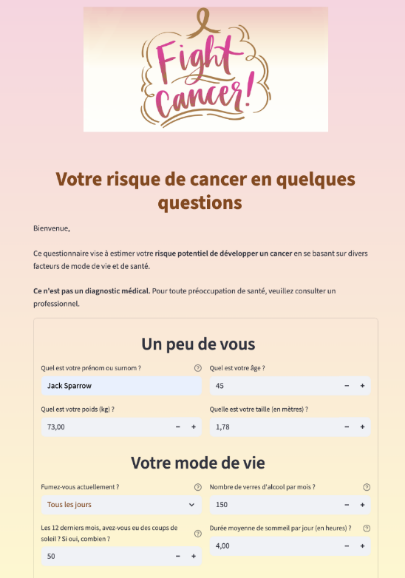 Fight
Cancer!
Votre risque de cancer en quelques
questions
Bienvenue,
Ce questionnaire vise à estimer votre risque potentiel de développer un cancer en se basant sur divers
facteurs de mode de vie et de santé.
Ce n'est pas un diagnostic médical. Pour toute préoccupation de santé, veuillez consulter un
professionnel.
Un peu de vous
Quel est votre prénom ou surnom ? Quel est votre âge ?
Jack Sparrow 45 − +
Quel est votre poids (kg) ? Quelle est votre taille (en mètres) ?
73,00 − + 1,78 − +
Votre mode de vie
Fumez-vous actuellement ? Nombre de verres d'alcool par mois ?
Tous les jours 150 − +
Les 12 derniers mois, avez-vous eu des coups de
soleil ? Si oui, combien ?
Durée moyenne de sommeil par jour (en heures) ?
50 − + 4,00 − +